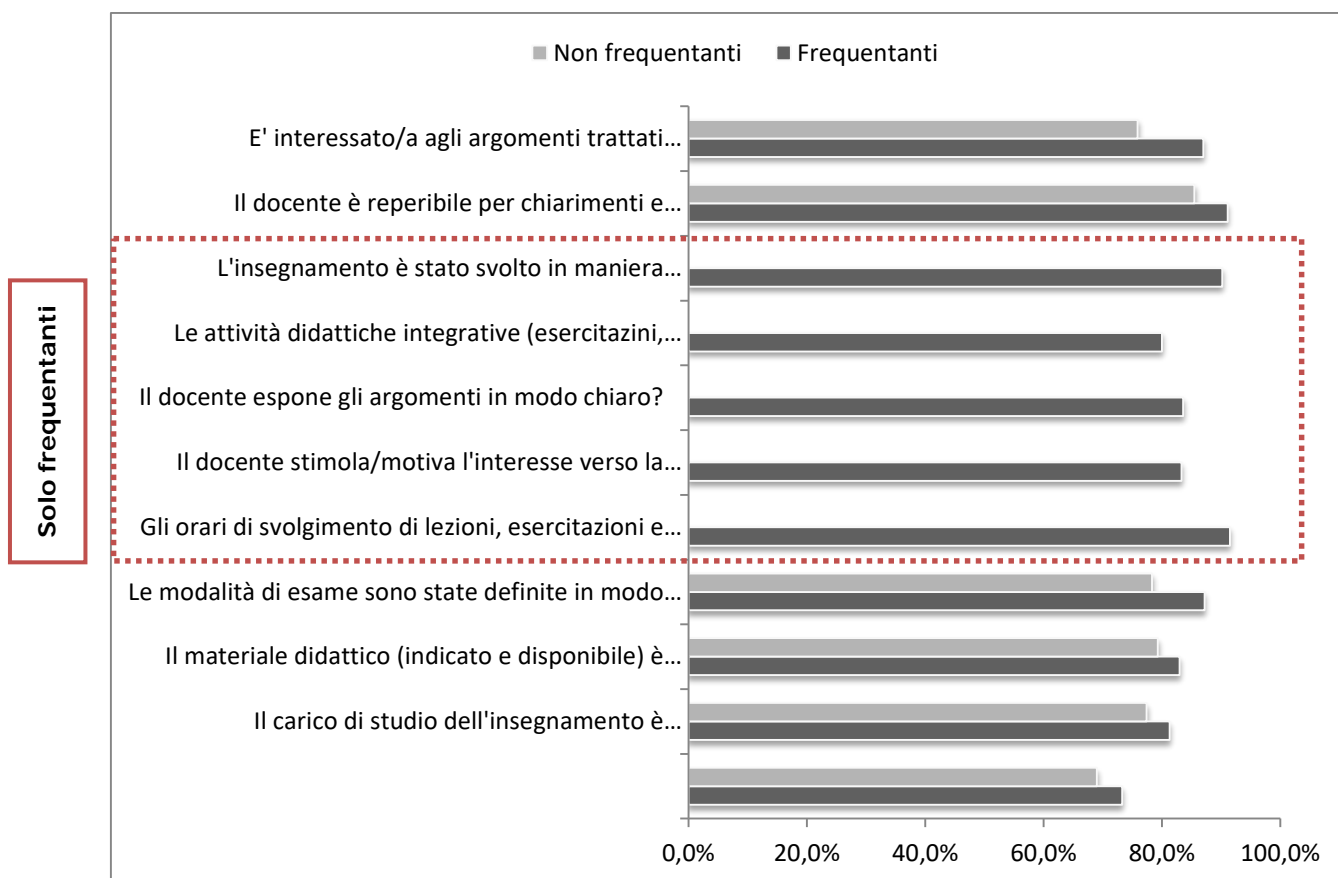 Non frequentanti Frequentanti
E' interessato/a agli argomenti trattati…
Il docente è reperibile per chiarimenti e…
L'insegnamento è stato svolto in maniera…
Le attività didattiche integrative (esercitazini,…
Il docente espone gli argomenti in modo chiaro?
Il docente stimola/motiva l'interesse verso la…
Gli orari di svolgimento di lezioni, esercitazioni e…
Le modalità di esame sono state definite in modo…
Il materiale didattico (indicato e disponibile) è…
Il carico di studio dell'insegnamento è…
Solo frequentanti
0,0% 20,0% 40,0% 60,0% 80,0% 100,0%